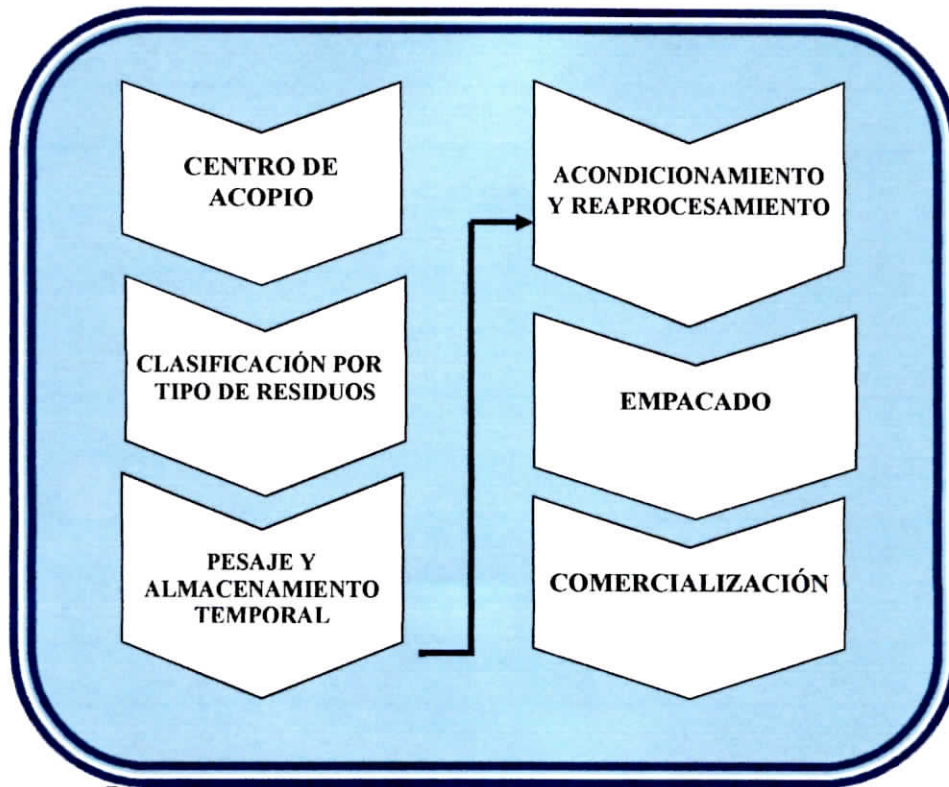 CENTRO DE
ACOPIO
CLASIFICACIÓN POR
TIPO DE RESIDUOS
PESAJE Y
ALMACENAMIENTO
TEMPORAL
ACONDICIONAMIENTO
Y REAPROCESAMIENTO
EMPACADO
COMERCIALIZACIÓN